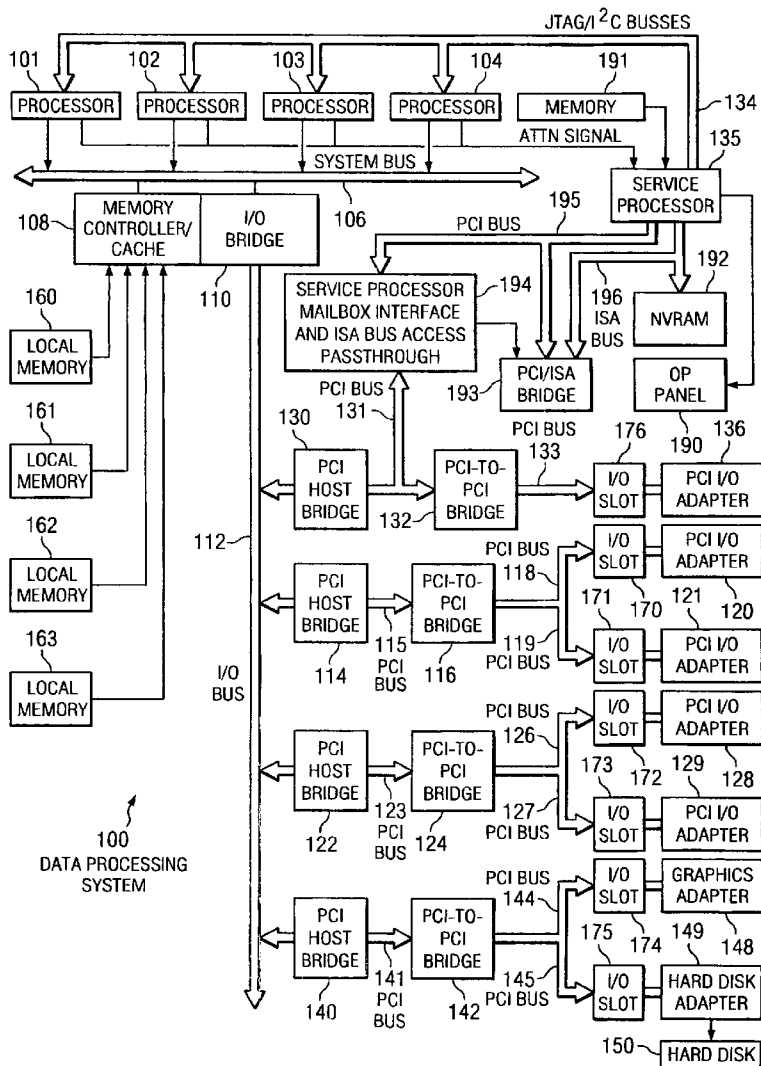 JTAG/I²C BUSSES
101
102
103
104
191
PROCESSOR
PROCESSOR
PROCESSOR
PROCESSOR
MEMORY
134
ATTN SIGNAL
135
SYSTEM BUS
SERVICE
PROCESSOR
108
MEMORY
CONTROLLER/
CACHE
I/O
BRIDGE
106
110
195
PCI BUS
194
SERVICE PROCESSOR
MAILBOX INTERFACE
AND ISA BUS ACCESS
PASSTHROUGH
196
ISA
BUS
192
NVRAM
160
LOCAL
MEMORY
PCI BUS
131
193
PCI/ISA
BRIDGE
OP
PANEL
190
161
LOCAL
MEMORY
130
PCI
HOST
BRIDGE
PCI-TO-
PCI
BRIDGE
132
PCI BUS
133
176
I/O
SLOT
136
PCI I/O
ADAPTER
112
162
LOCAL
MEMORY
PCI BUS
118
I/O
SLOT
170
PCI I/O
ADAPTER
120
PCI
HOST
BRIDGE
114
115
PCI
BUS
PCI-TO-
PCI
BRIDGE
116
119
PCI BUS
171
I/O
SLOT
121
PCI I/O
ADAPTER
163
LOCAL
MEMORY
I/O
BUS
PCI BUS
126
I/O
SLOT
172
PCI I/O
ADAPTER
128
PCI
HOST
BRIDGE
122
123
PCI
BUS
PCI-TO-
PCI
BRIDGE
124
127
PCI BUS
173
I/O
SLOT
129
PCI I/O
ADAPTER
100
DATA PROCESSING
SYSTEM
PCI BUS
144
I/O
SLOT
174
GRAPHICS
ADAPTER
148
PCI
HOST
BRIDGE
140
141
PCI
BUS
PCI-TO-
PCI
BRIDGE
142
145
PCI BUS
175
I/O
SLOT
149
HARD DISK
ADAPTER
150
HARD DISK